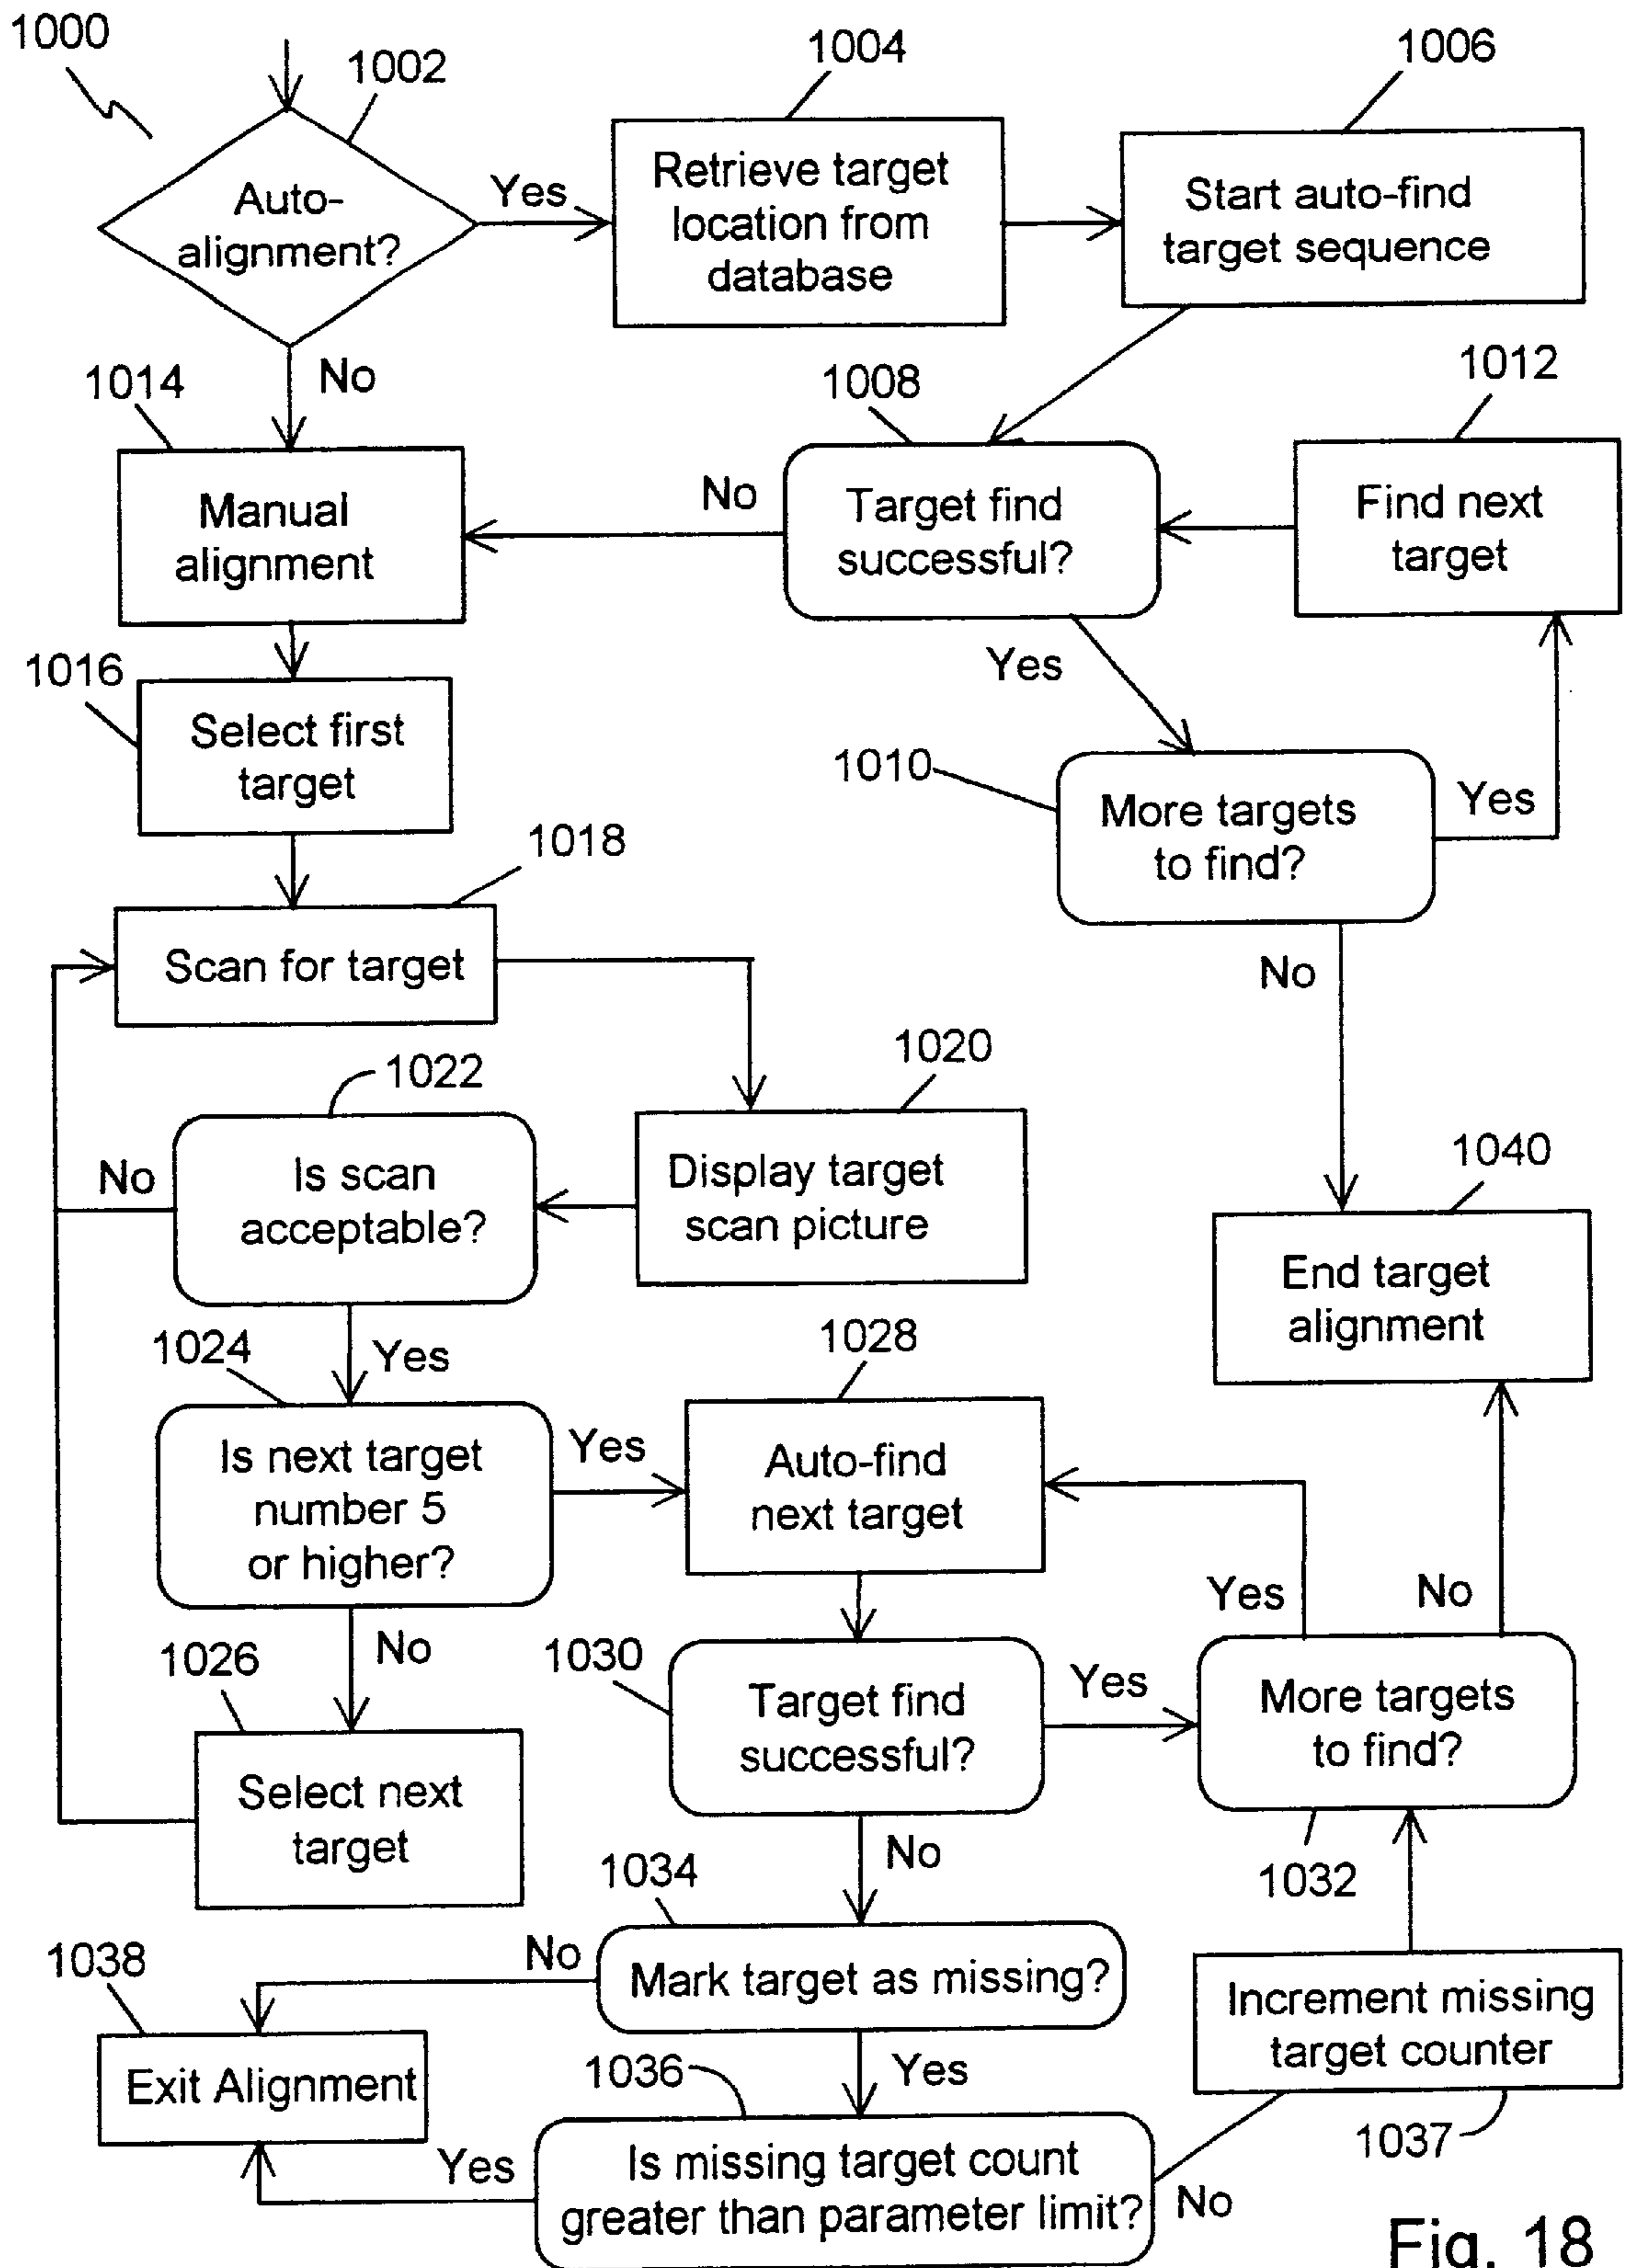 1000
1002
1004
1006
Auto-
alignment?
Yes
Retrieve target
location from
database
Start auto-find
target sequence
No
1014
1008
1012
Manual
alignment
No
Target find
successful?
Find next
target
Yes
1016
Select first
target
1010
More targets
to find?
Yes
1018
Scan for target
No
1020
1022
No
Is scan
acceptable?
Display target
scan picture
1040
End target
alignment
Yes
1024
1028
Is next target
number 5
or higher?
Yes
Auto-find
next target
Yes
No
No
1026
1030
Select next
target
Target find
successful?
Yes
More targets
to find?
1032
No
1034
1038
No
Mark target as missing?
Increment missing
target counter
1037
Exit Alignment
Yes
1036
Yes
Is missing target count
greater than parameter limit?
No
Fig. 18